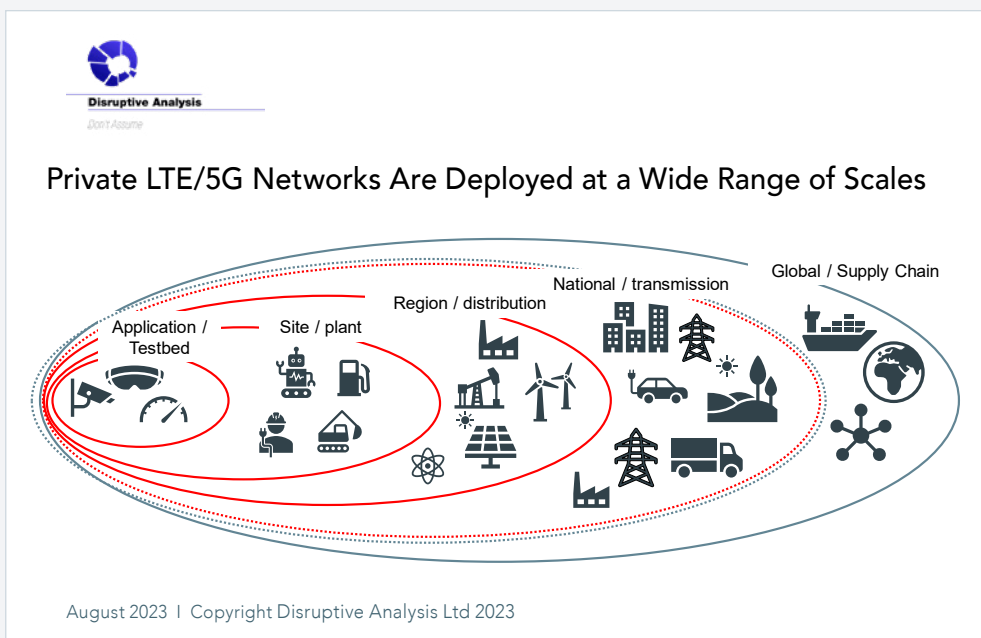 Disruptive Analysis
Don't Assume
Private LTE/5G Networks Are Deployed at a Wide Range of Scales
Global / Supply Chain
National / transmission
Region / distribution
Application /
Testbed
Site / plant
August 2023 I Copyright Disruptive Analysis Ltd 2023